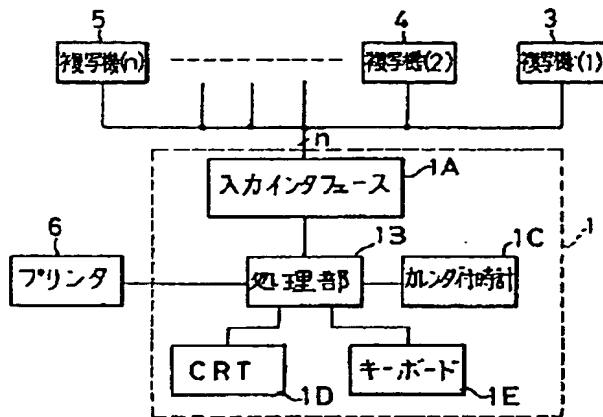 5 4 3
複写機(n) 複写機(2) 複写機(1)
n
1A
入力インタフェース
6 1B 1C 1
プリンタ 処理部 カレンダ付時計
CRT キーボード
1D 1E